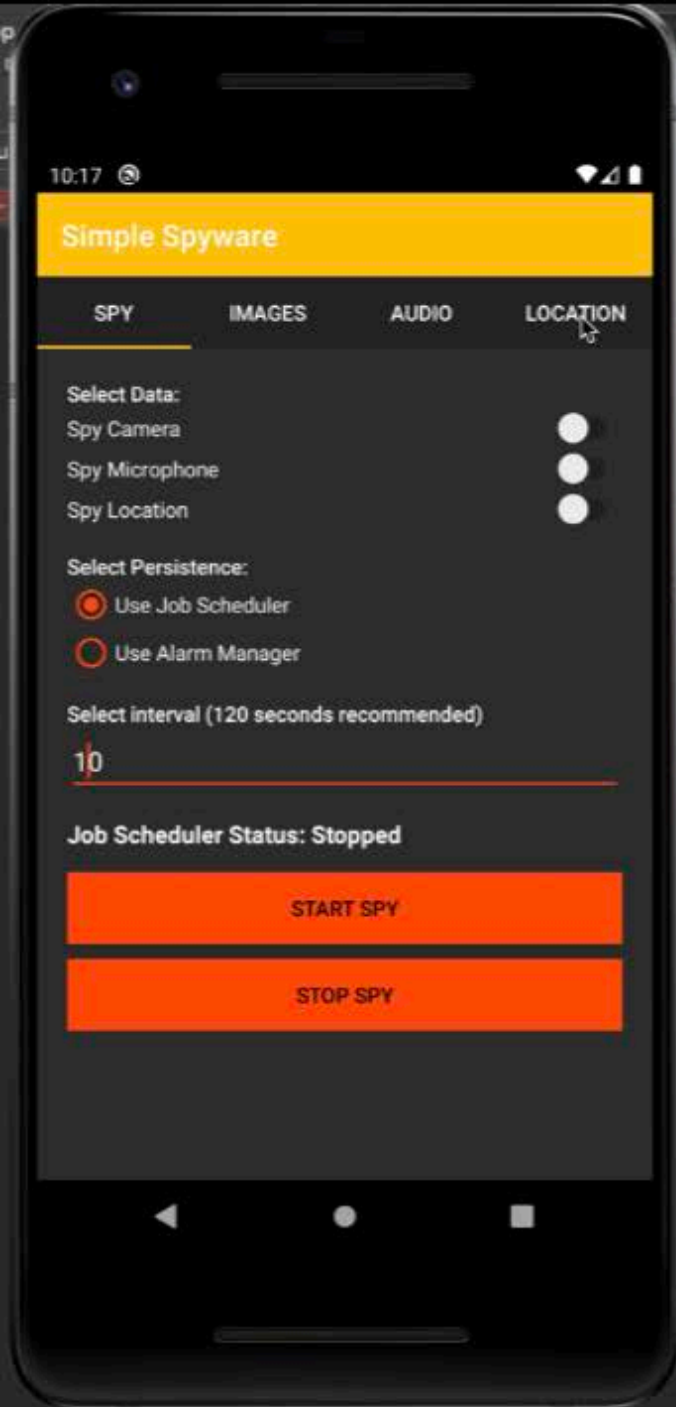 10:17
Simple Spyware
SPY IMAGES AUDIO LOCATION
Select Data:
Spy Camera
Spy Microphone
Spy Location
Select Persistence:
Use Job Scheduler
Use Alarm Manager
Select interval (120 seconds recommended)
10
Job Scheduler Status: Stopped
START SPY
STOP SPY